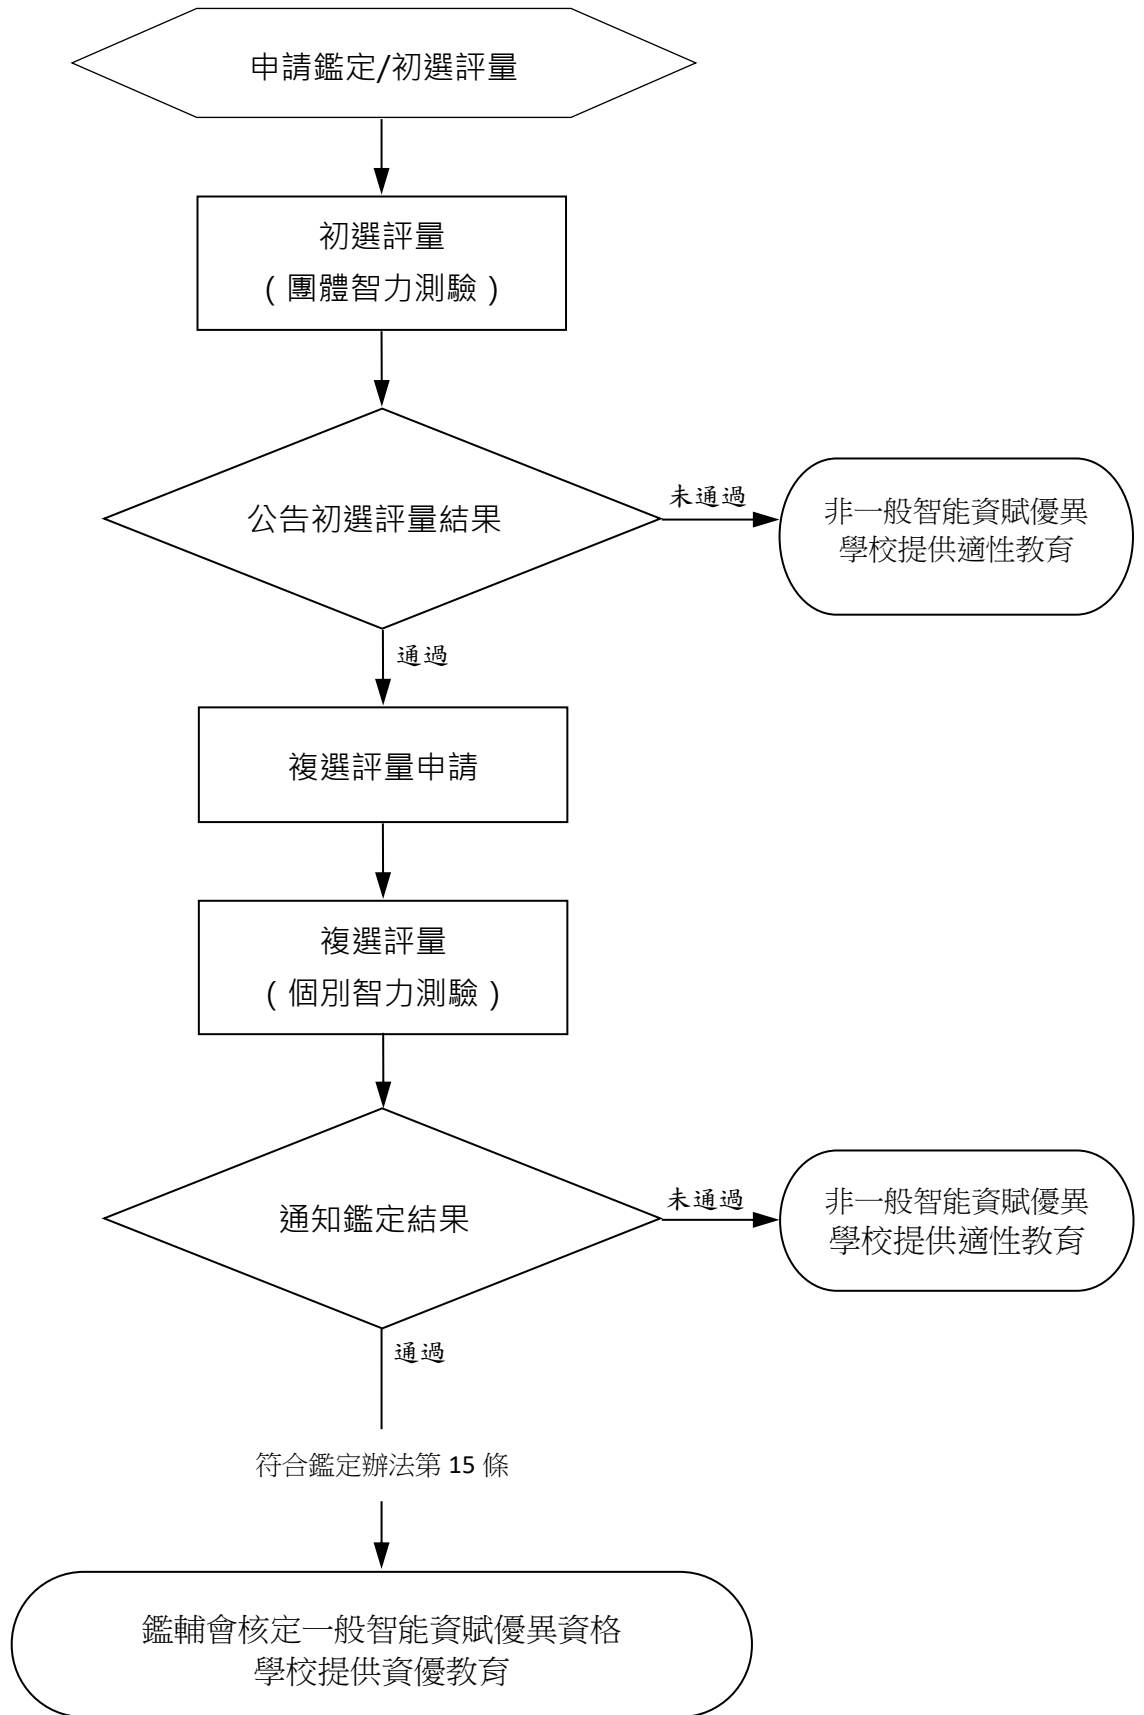 申請鑑定/初選評量
初選評量
(團體智力測驗)
公告初選評量結果
未通過
非一般智能資賦優異
學校提供適性教育
通過
複選評量申請
複選評量
(個別智力測驗)
通知鑑定結果
未通過
非一般智能資賦優異
學校提供適性教育
通過
符合鑑定辦法第 15 條
鑑輔會核定一般智能資賦優異資格
學校提供資優教育